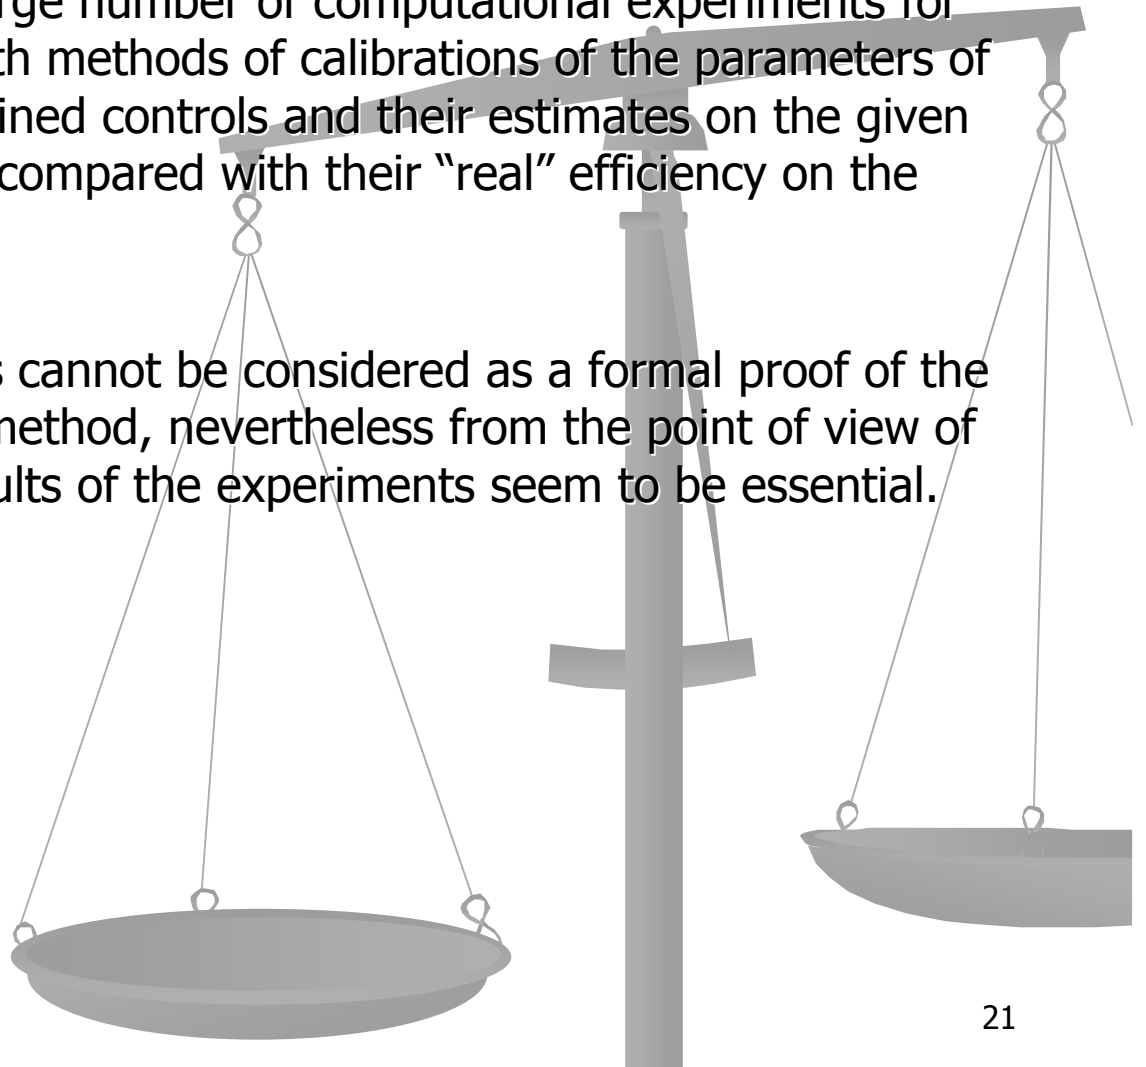 rge number of computational experiments for
th methods of calibrations of the parameters of
ined controls and their estimates on the given
compared with their “real” efficiency on the
s cannot be considered as a formal proof of the
method, nevertheless from the point of view of
ults of the experiments seem to be essential.
21